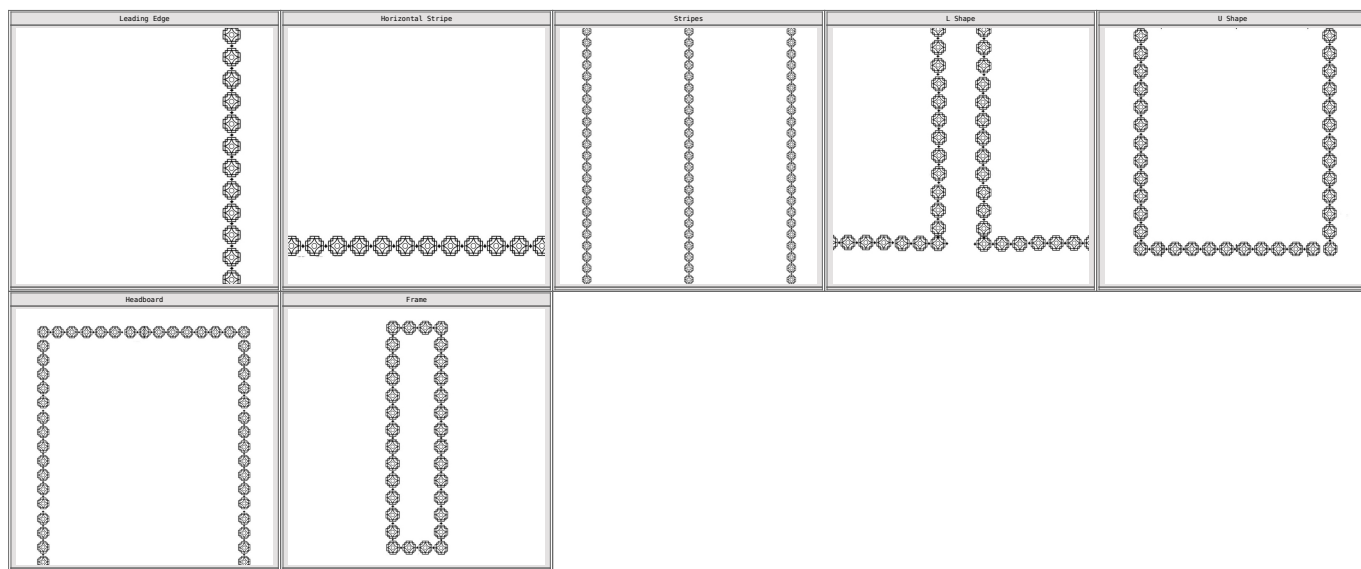 Leading Edge
Horizontal Stripe
Stripes
L Shape
U Shape
Headboard
Frame